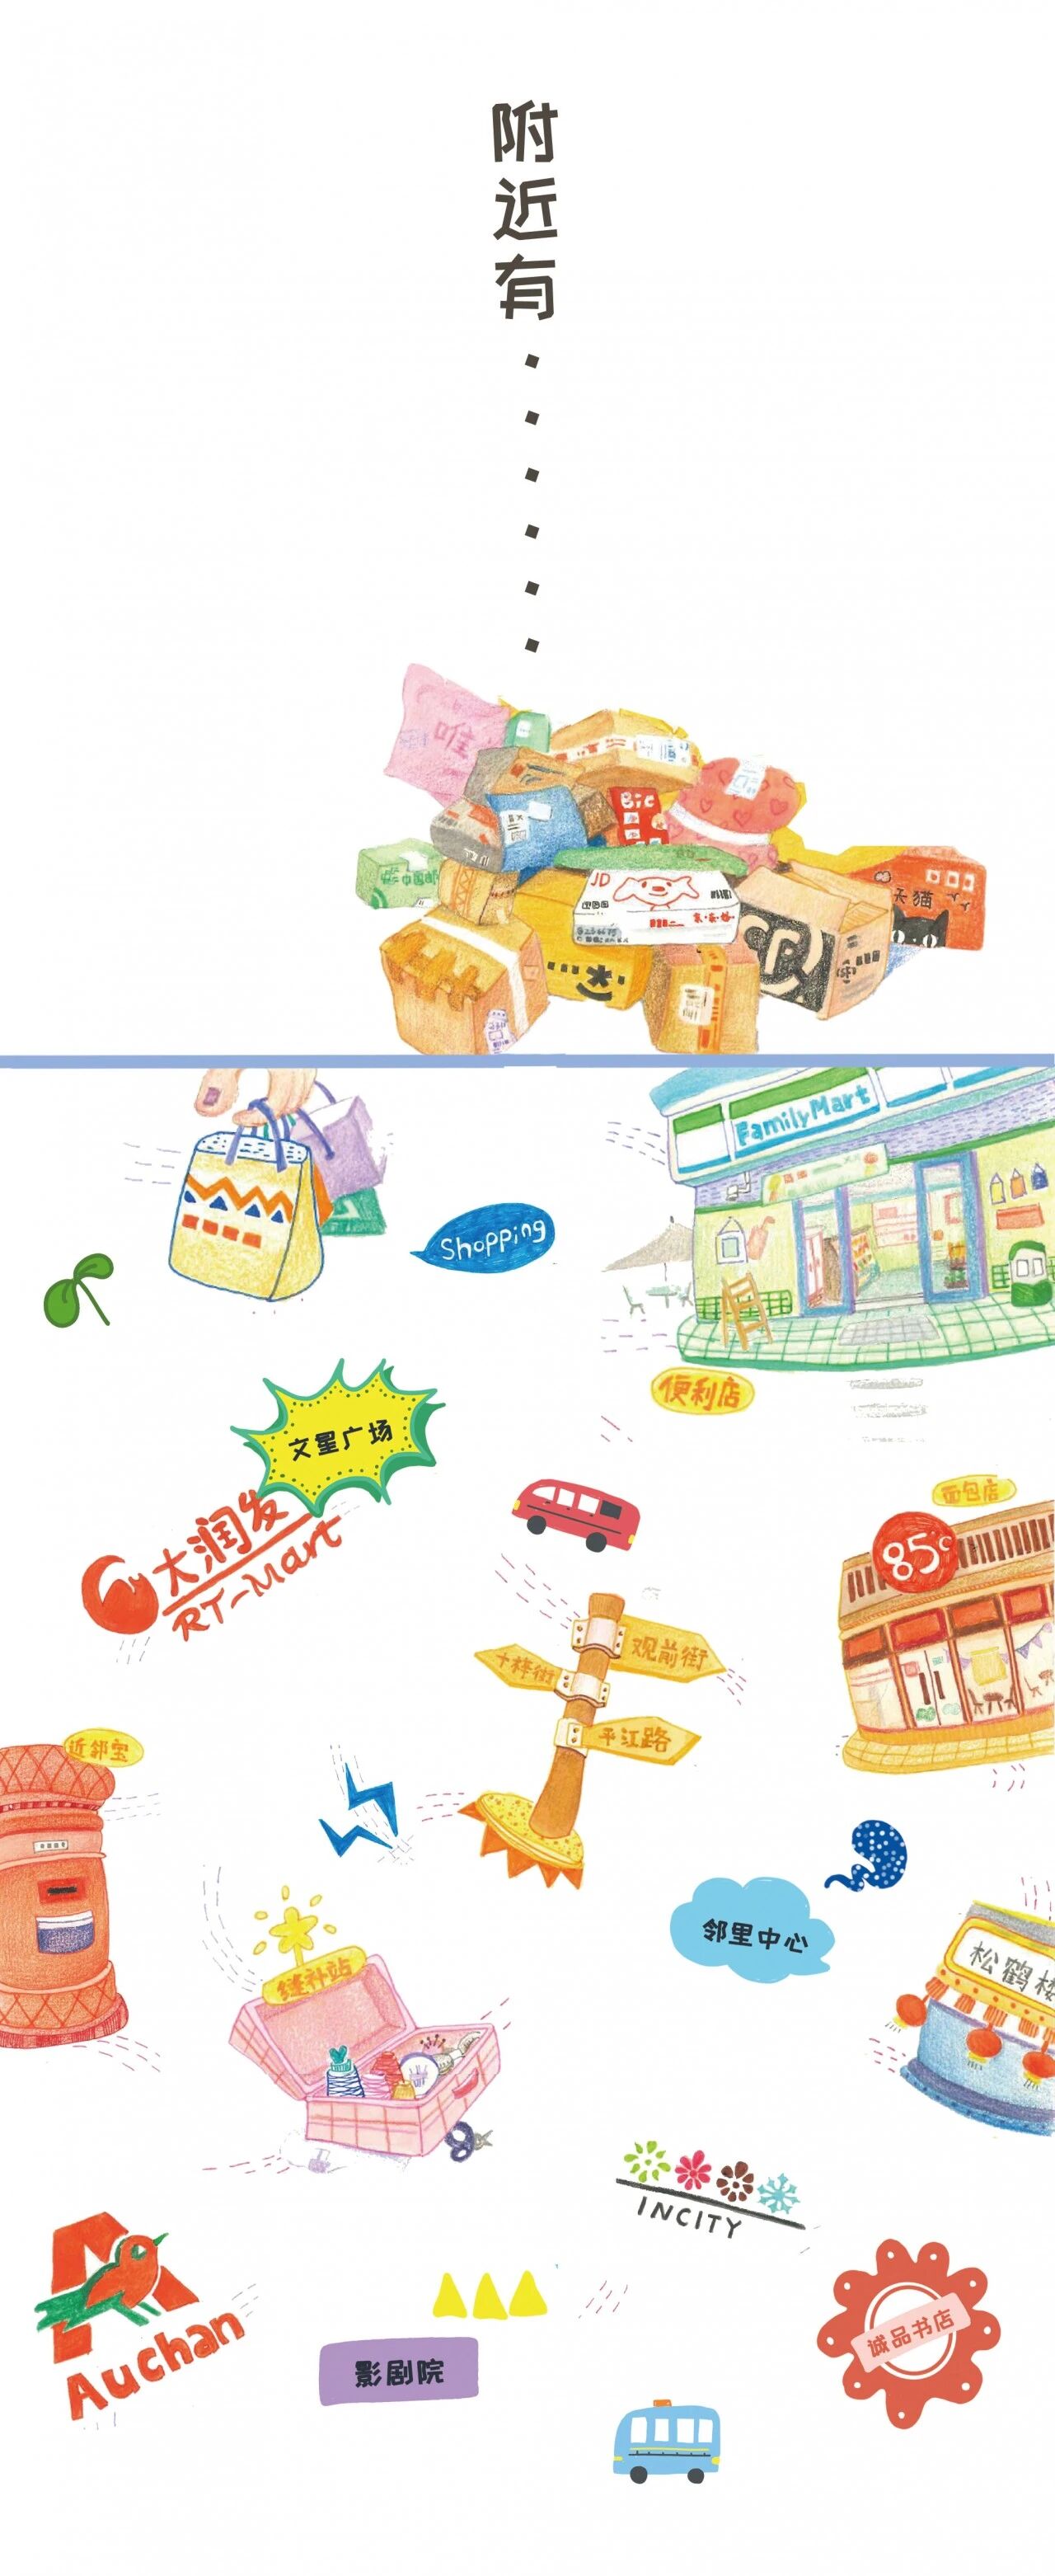 附近有······
唯
Bic
中国邮
JD
天猫
FamilyMart
Shopping
便利店
文星广场
大润发
RT-Mart
面包店
85℃
观前街
十梓街
平江路
近邻宝
邻里中心
缝补站
松鹤楼
INCITY
Auchan
诚品书店
影剧院